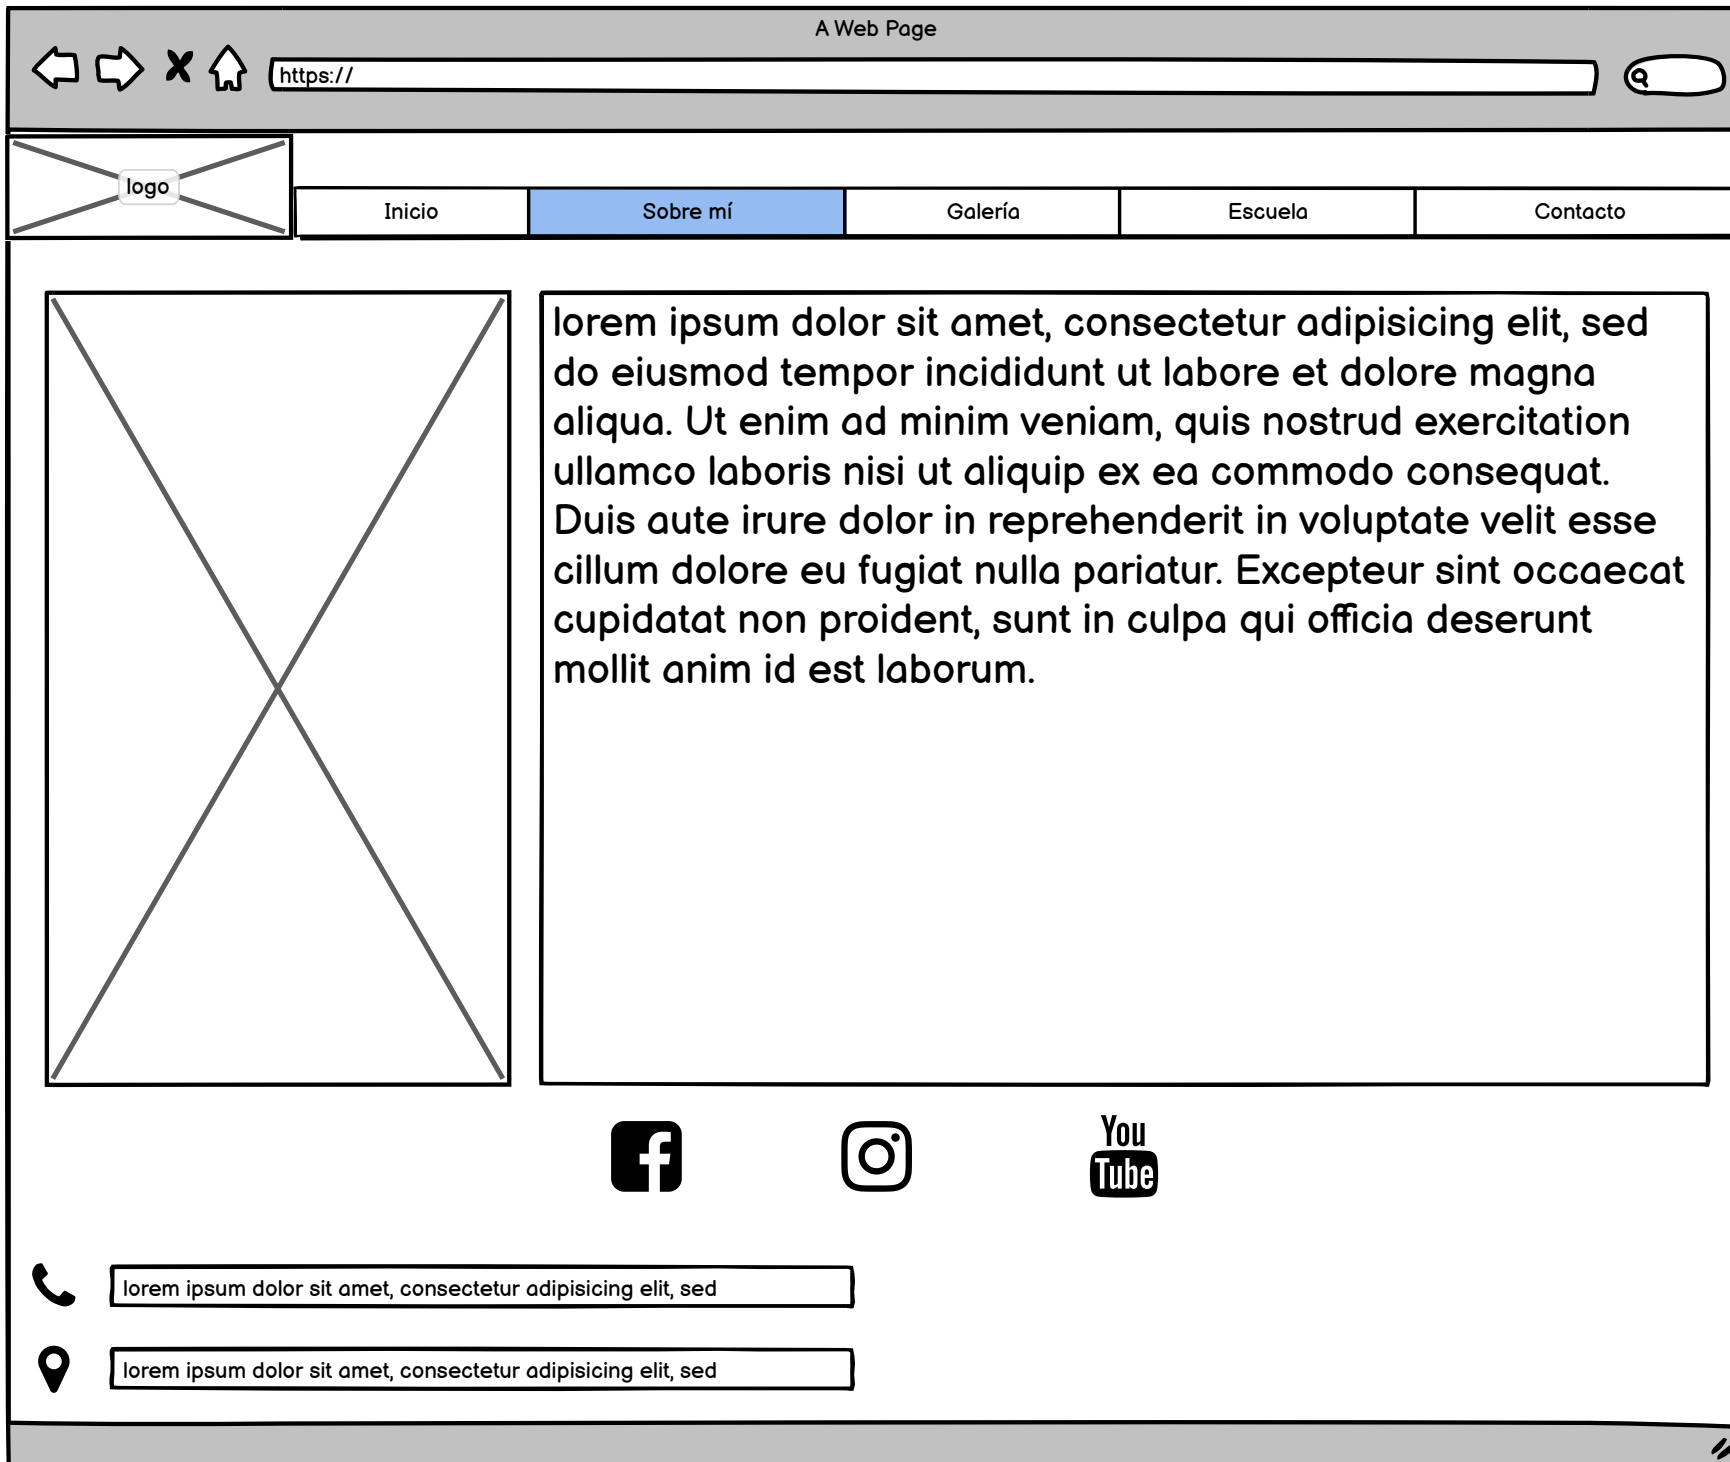 A Web Page
https://
logo
Inicio
Sobre mí
Galería
Escuela
Contacto
lorem ipsum dolor sit amet, consectetur adipisicing elit, sed
do eiusmod tempor incididunt ut labore et dolore magna
aliqua. Ut enim ad minim veniam, quis nostrud exercitation
ullamco laboris nisi ut aliquip ex ea commodo consequat.
Duis aute irure dolor in reprehenderit in voluptate velit esse
cillum dolore eu fugiat nulla pariatur. Excepteur sint occaecat
cupidatat non proident, sunt in culpa qui officia deserunt
mollit anim id est laborum.
You
Tube
lorem ipsum dolor sit amet, consectetur adipisicing elit, sed
lorem ipsum dolor sit amet, consectetur adipisicing elit, sed